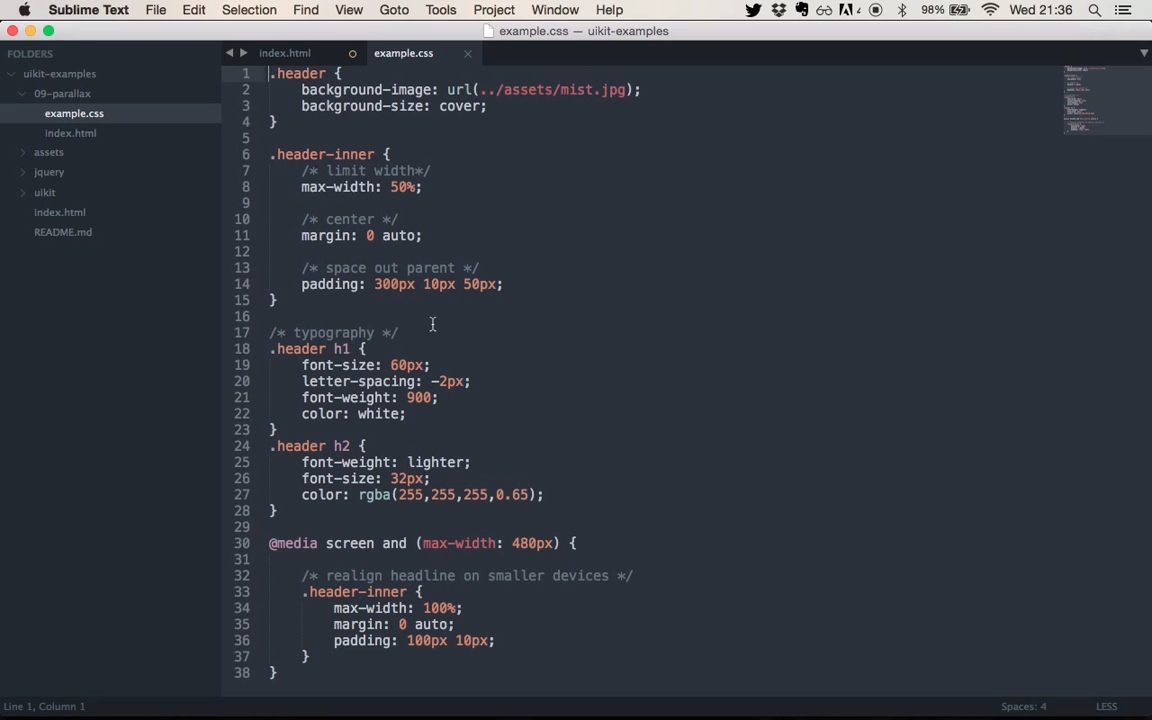 Sublime Text File Edit Selection Find View Goto Tools Project Window Help 4 98% Wed 21:36
example.css — uikit-examples
FOLDERS
uikit-examples
09-parallax
example.css
index.html
assets
jquery
uikit
index.html
README.md
index.html example.css
1 .header {
2 background-image: url(../assets/mist.jpg);
3 background-size: cover;
4 }
5
6 .header-inner {
7 /* limit width*/
8 max-width: 50%;
9
10 /* center */
11 margin: 0 auto;
12
13 /* space out parent */
14 padding: 300px 10px 50px;
15 }
16
17 /* typography */
18 .header h1 {
19 font-size: 60px;
20 letter-spacing: -2px;
21 font-weight: 900;
22 color: white;
23 }
24 .header h2 {
25 font-weight: lighter;
26 font-size: 32px;
27 color: rgba(255,255,255,0.65);
28 }
29
30 @media screen and (max-width: 480px) {
31
32 /* realign headline on smaller devices */
33 .header-inner {
34 max-width: 100%;
35 margin: 0 auto;
36 padding: 100px 10px;
37 }
38 }
Line 1, Column 1 Spaces: 4 LESS